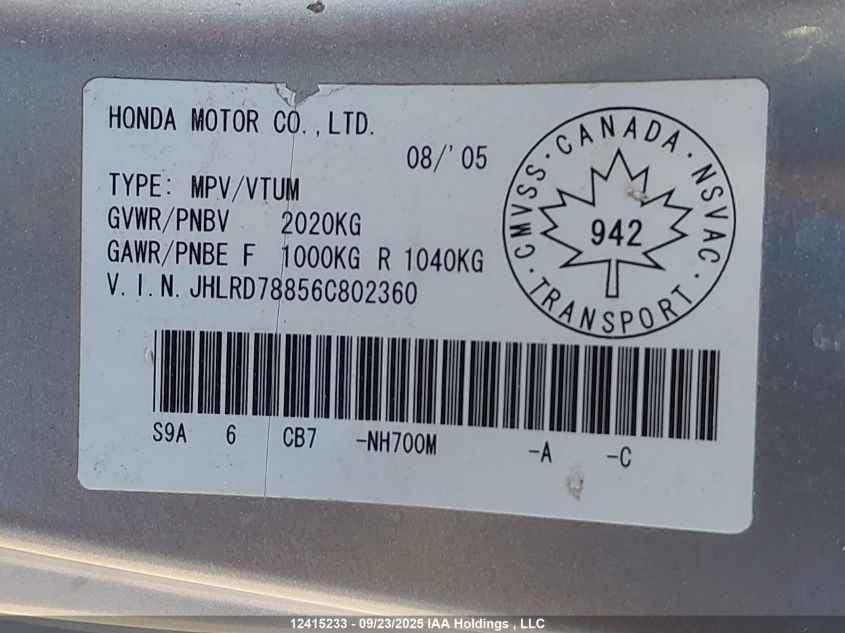 HONDA MOTOR CO.,LTD.
08/'05
TYPE: MPV/VTUM
GVWR/PNBV 2020KG
GAWR/PNBE F 1000KG R 1040KG
V.I.N. JHLRD78856C802360
CMVSS · CANADA · NSVAC · TRANSPORT ·
942
S9A 6 CB7 -NH700M -A -C
12415233 - 09/23/2025 IAA Holdings , LLC